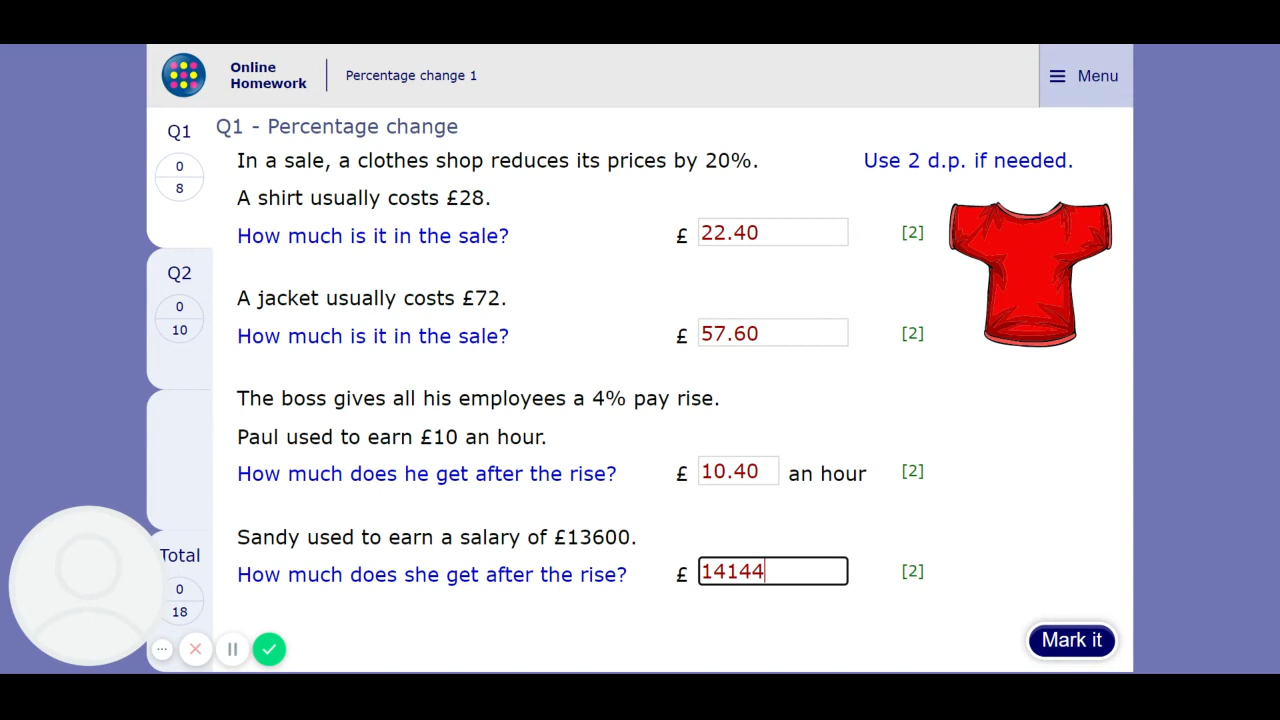 Online
Homework
Percentage change 1
Menu
Q1
0
8
Q1 - Percentage change
In a sale, a clothes shop reduces its prices by 20%.
Use 2 d.p. if needed.
A shirt usually costs £28.
How much is it in the sale? £ 22.40 [2]
Q2
0
10
A jacket usually costs £72.
How much is it in the sale? £ 57.60 [2]
The boss gives all his employees a 4% pay rise.
Paul used to earn £10 an hour.
How much does he get after the rise? £ 10.40 an hour [2]
Sandy used to earn a salary of £13600.
How much does she get after the rise? £ 14144 [2]
Total
0
18
Mark it